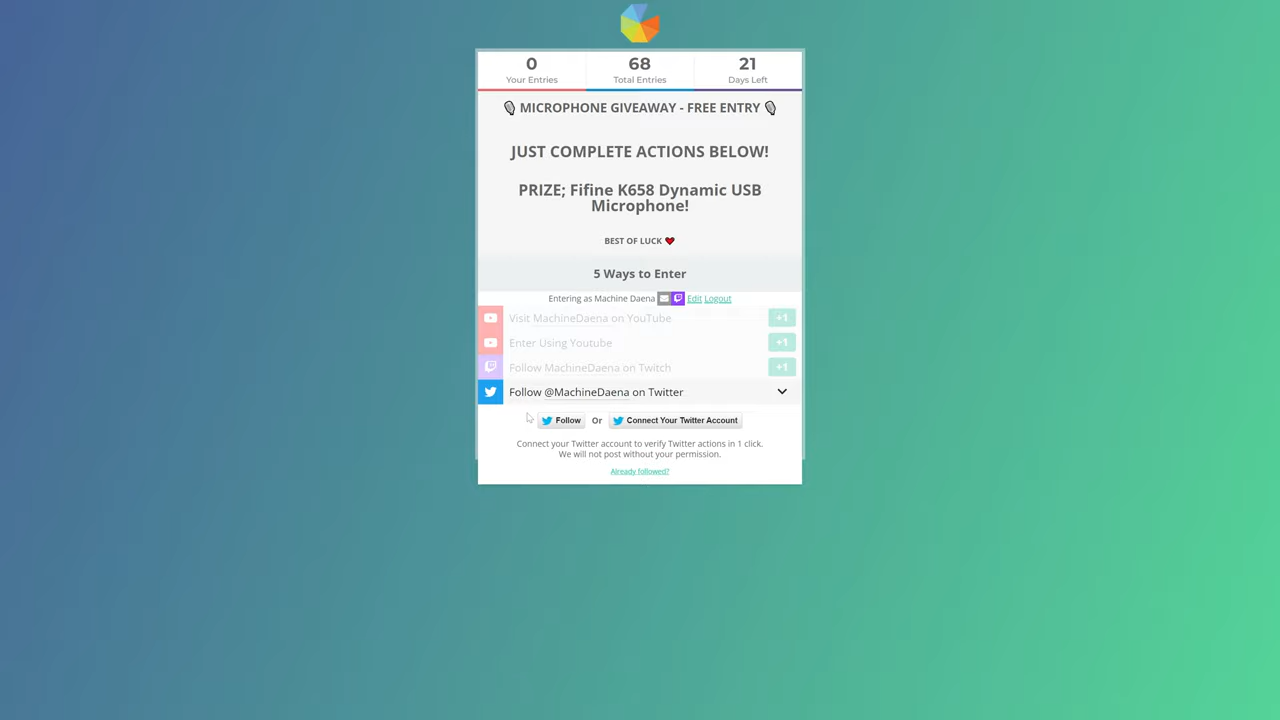 0
Your Entries
68
Total Entries
21
Days Left
MICROPHONE GIVEAWAY - FREE ENTRY
JUST COMPLETE ACTIONS BELOW!
PRIZE; Fifine K658 Dynamic USB
Microphone!
BEST OF LUCK
5 Ways to Enter
Entering as Machine Daena Edit Logout
Visit MachineDaena on YouTube +1
Enter Using Youtube +1
Follow MachineDaena on Twitch +1
Follow @MachineDaena on Twitter
Follow Or Connect Your Twitter Account
Connect your Twitter account to verify Twitter actions in 1 click.
We will not post without your permission.
Already followed?